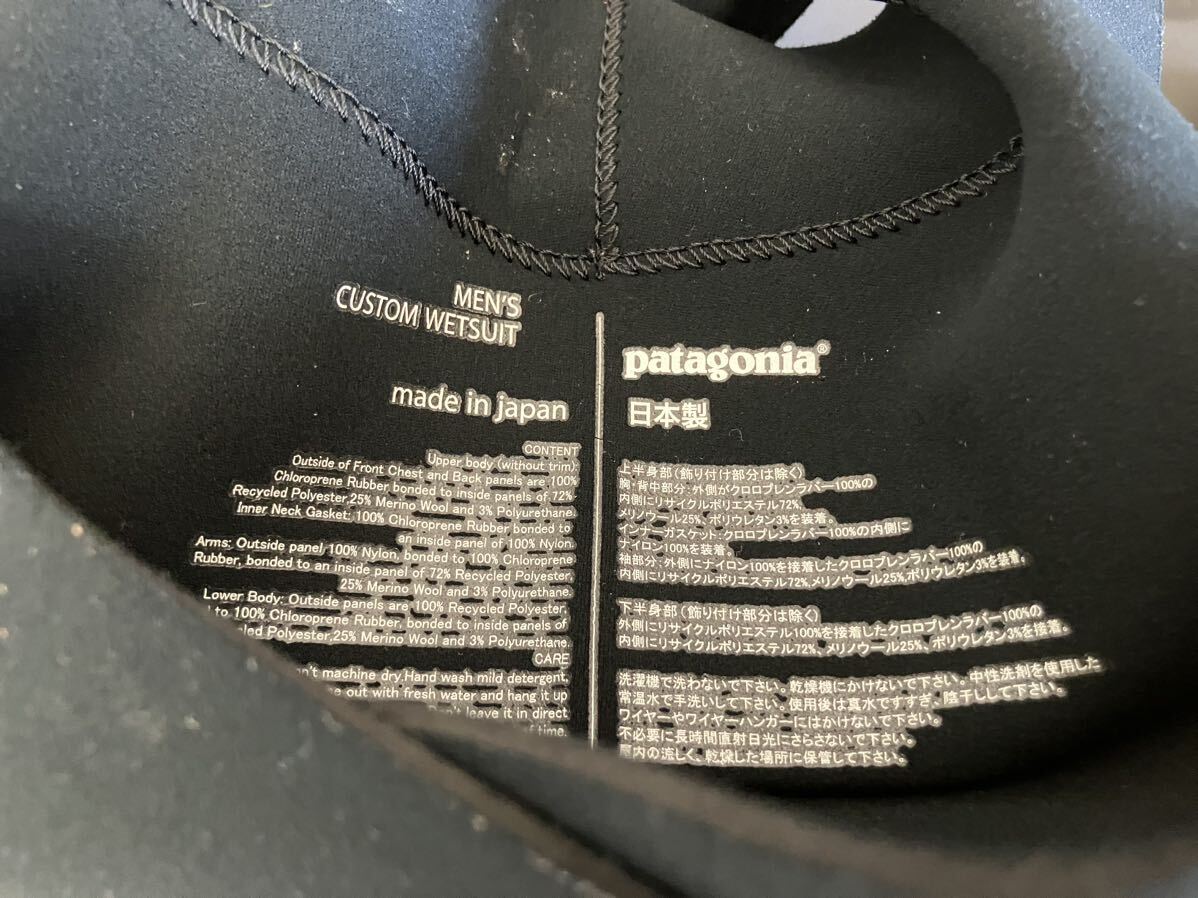 MEN'S
CUSTOM WETSUIT
made in japan
CONTENT
Upper body (without trim):
Outside of Front Chest and Back panels are 100%
Chloroprene Rubber, bonded to inside panels of 72%
Recycled Polyester,25% Merino Wool and 3% Polyurethane.
Inner Neck Gasket: 100% Chloroprene Rubber, bonded to
an inside panel of 100% Nylon.
Arms: Outside panel 100% Nylon, bonded to 100% Chloroprene
Rubber, bonded to an inside panel of 72% Recycled Polyester,
25% Merino Wool and 3% Polyurethane.
Lower Body: Outside panels are 100% Recycled Polyester,
to 100% Chloroprene Rubber, bonded to inside panels of
Polyester,25% Merino Wool and 3% Polyurethane.
CARE
machine dry.Hand wash mild detergent,
out with fresh water and hang it up
leave it in direct
of time.
patagonia®
日本製
上半身部(飾り付け部分は除く)
胸・背中部分:外側がクロロプレンラバー100%の
内側にリサイクルポリエステル72%、
メリノウール25%、ポリウレタン3%を装着。
インナーガスケット:クロロプレンラバー100%の内側に
ナイロン100%を装着。
袖部分:外側にナイロン100%を接着したクロロプレンラバー100%の
内側にリサイクルポリエステル72%,メリノウール25%,ポリウレタン3%を装着。
下半身部(飾り付け部分は除く)
外側にリサイクルポリエステル100%を接着したクロロプレンラバー100%の
内側にリサイクルポリエステル72%、メリノウール25%、ポリウレタン3%を接着。
洗濯機で洗わないで下さい。乾燥機にかけないで下さい。中性洗剤を使用した
常温水で手洗いして下さい。使用後は真水ですすぎ、陰干しして下さい。
ワイヤーやワイヤーハンガーにはかけないで下さい。
不必要に長時間直射日光にさらさないで下さい。
屋内の涼しく、乾燥した場所に保管して下さい。